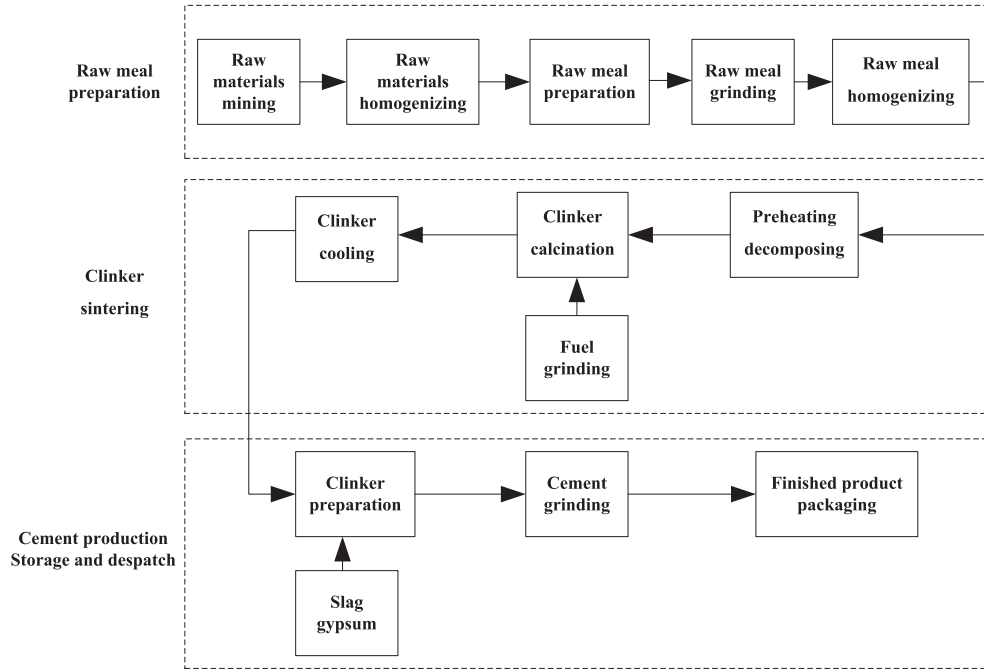 Raw meal
preparation
Raw
materials
mining
Raw
materials
homogenizing
Raw meal
preparation
Raw meal
grinding
Raw meal
homogenizing
Clinker
sintering
Clinker
cooling
Clinker
calcination
Preheating
decomposing
Fuel
grinding
Cement production
Storage and despatch
Clinker
preparation
Cement
grinding
Finished product
packaging
Slag
gypsum